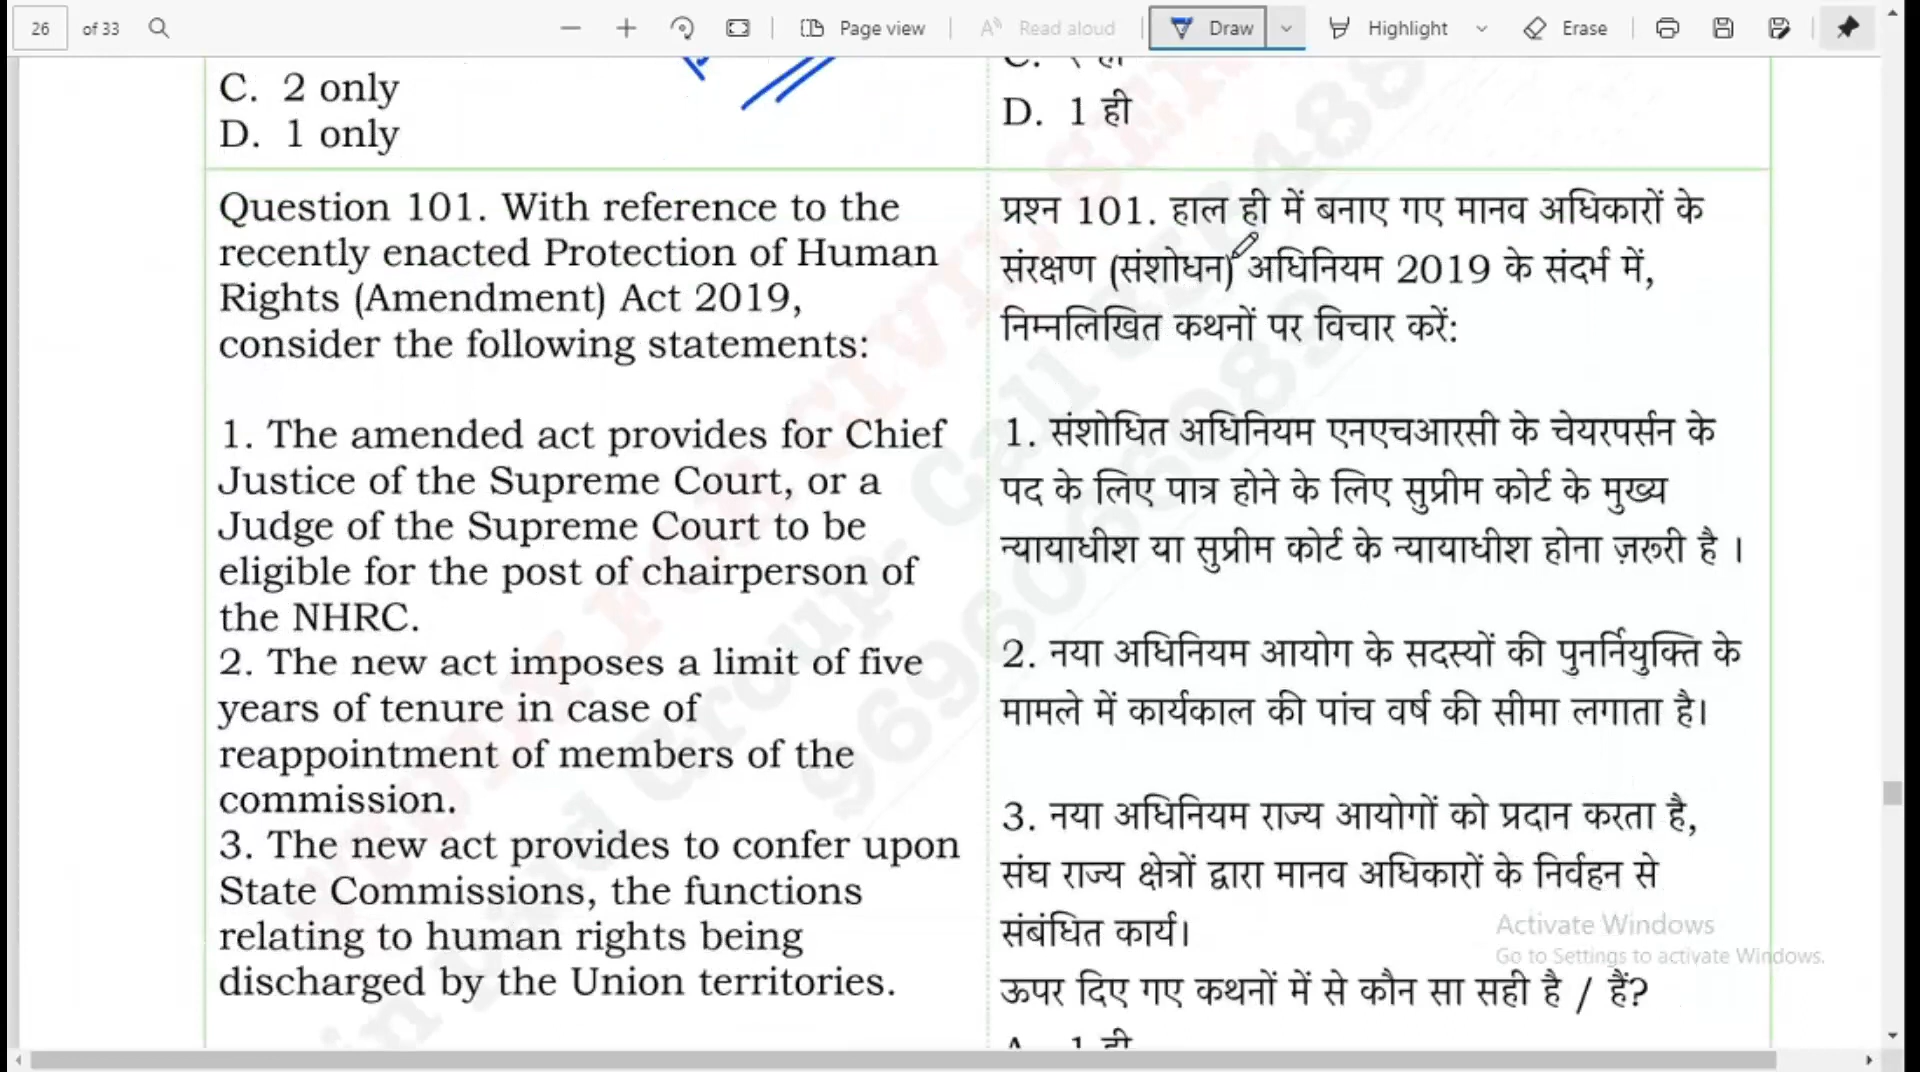 26 of 33 Page view Read aloud Draw Highlight Erase
C. 2 only
D. 1 only
D. 1 ही
Question 101. With reference to the
recently enacted Protection of Human
Rights (Amendment) Act 2019,
consider the following statements:
1. The amended act provides for Chief
Justice of the Supreme Court, or a
Judge of the Supreme Court to be
eligible for the post of chairperson of
the NHRC.
2. The new act imposes a limit of five
years of tenure in case of
reappointment of members of the
commission.
3. The new act provides to confer upon
State Commissions, the functions
relating to human rights being
discharged by the Union territories.
प्रश्न 101. हाल ही में बनाए गए मानव अधिकारों के
संरक्षण (संशोधन) अधिनियम 2019 के संदर्भ में,
निम्नलिखित कथनों पर विचार करें:
1. संशोधित अधिनियम एनएचआरसी के चेयरपर्सन के
पद के लिए पात्र होने के लिए सुप्रीम कोर्ट के मुख्य
न्यायाधीश या सुप्रीम कोर्ट के न्यायाधीश होना ज़रूरी है ।
2. नया अधिनियम आयोग के सदस्यों की पुनर्नियुक्ति के
मामले में कार्यकाल की पांच वर्ष की सीमा लगाता है।
3. नया अधिनियम राज्य आयोगों को प्रदान करता है,
संघ राज्य क्षेत्रों द्वारा मानव अधिकारों के निर्वहन से
संबंधित कार्य।
ऊपर दिए गए कथनों में से कौन सा सही है / हैं?
Activate Windows
Go to Settings to activate Windows.